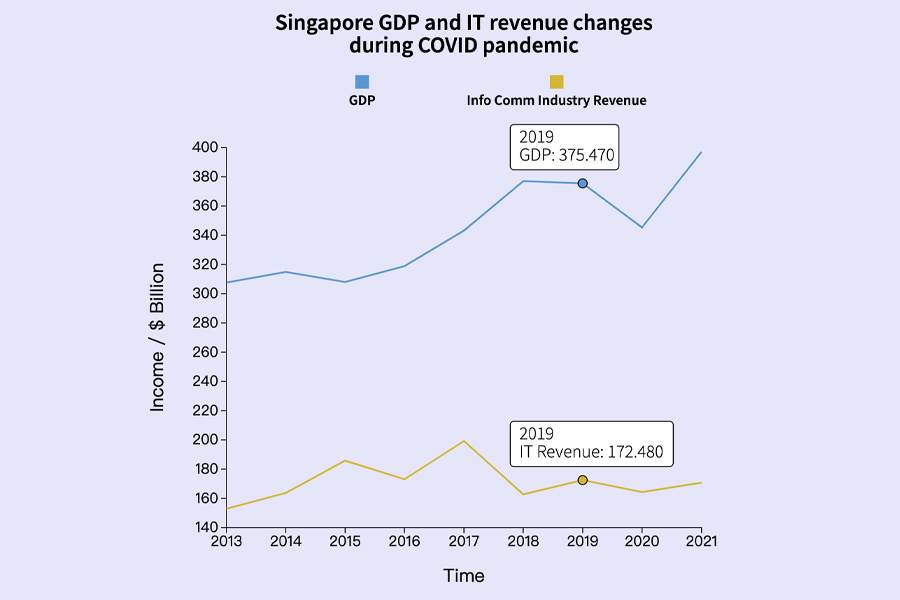 Singapore GDP and IT revenue changes
during COVID pandemic
GDP
Info Comm Industry Revenue
2019
GDP: 375.470
400
380
360
340
320
300
280
260
240
220
200
180
160
140
Income / $ Billion
2019
IT Revenue: 172.480
2013 2014 2015 2016 2017 2018 2019 2020 2021
Time